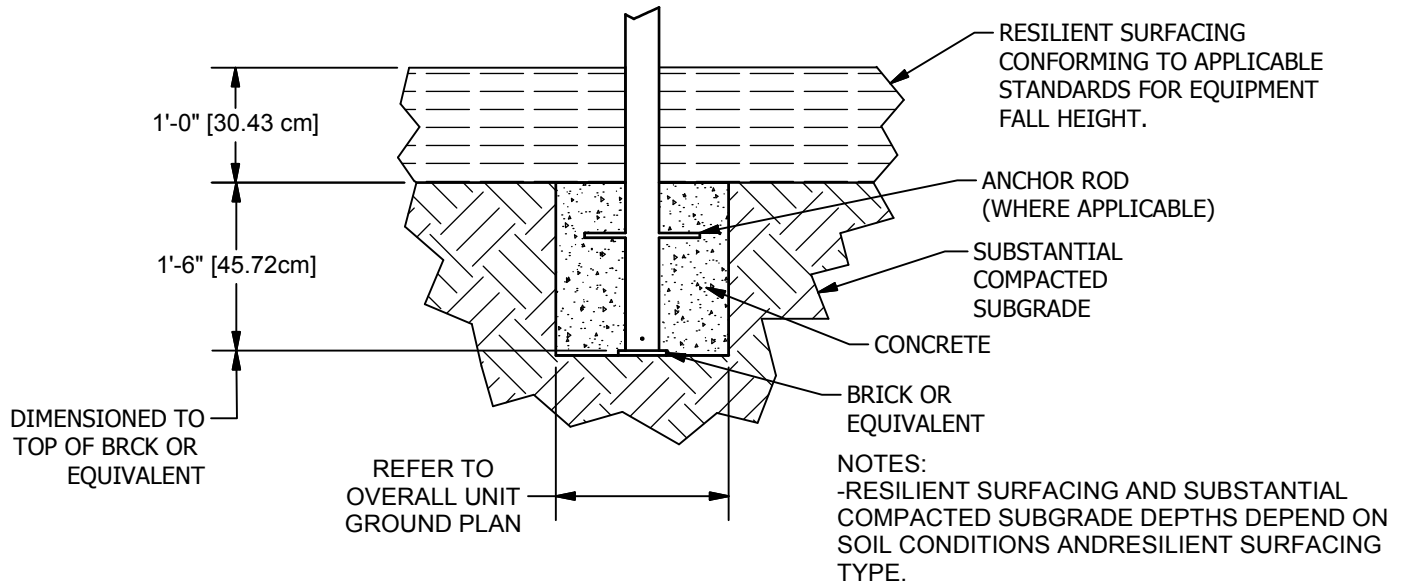 RESILIENT SURFACING
CONFORMING TO APPLICABLE
STANDARDS FOR EQUIPMENT
FALL HEIGHT.
1'-0" [30.43 cm]
ANCHOR ROD
(WHERE APPLICABLE)
1'-6" [45.72cm]
SUBSTANTIAL
COMPACTED
SUBGRADE
CONCRETE
BRICK OR
EQUIVALENT
DIMENSIONED TO
TOP OF BRCK OR
EQUIVALENT
REFER TO
OVERALL UNIT
GROUND PLAN
NOTES:
-RESILIENT SURFACING AND SUBSTANTIAL
COMPACTED SUBGRADE DEPTHS DEPEND ON
SOIL CONDITIONS ANDRESILIENT SURFACING
TYPE.